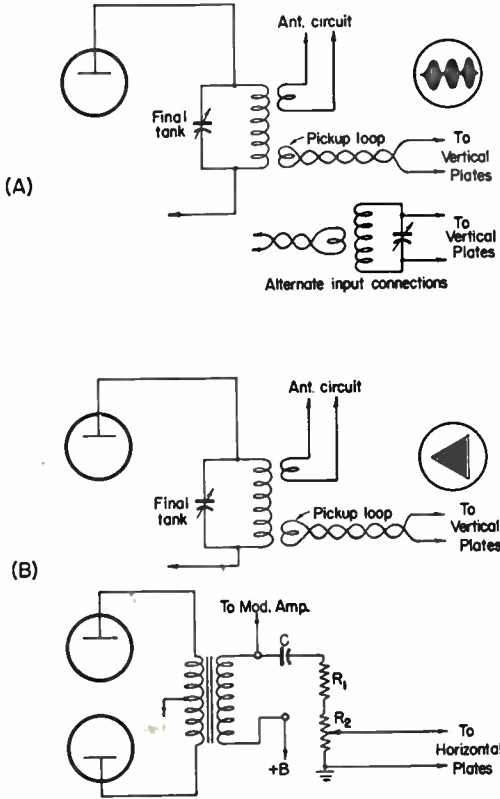 Ant. circuit
Final
tank
Pickup loop
To
Vertical
Plates
(A)
To
Vertical
Plates
Alternate input connections
Ant. circuit
Final
tank
Pickup loop
To
Vertical
Plates
(B)
To Mod. Amp.
C
R1
R2
+B
To
Horizontal
Plates